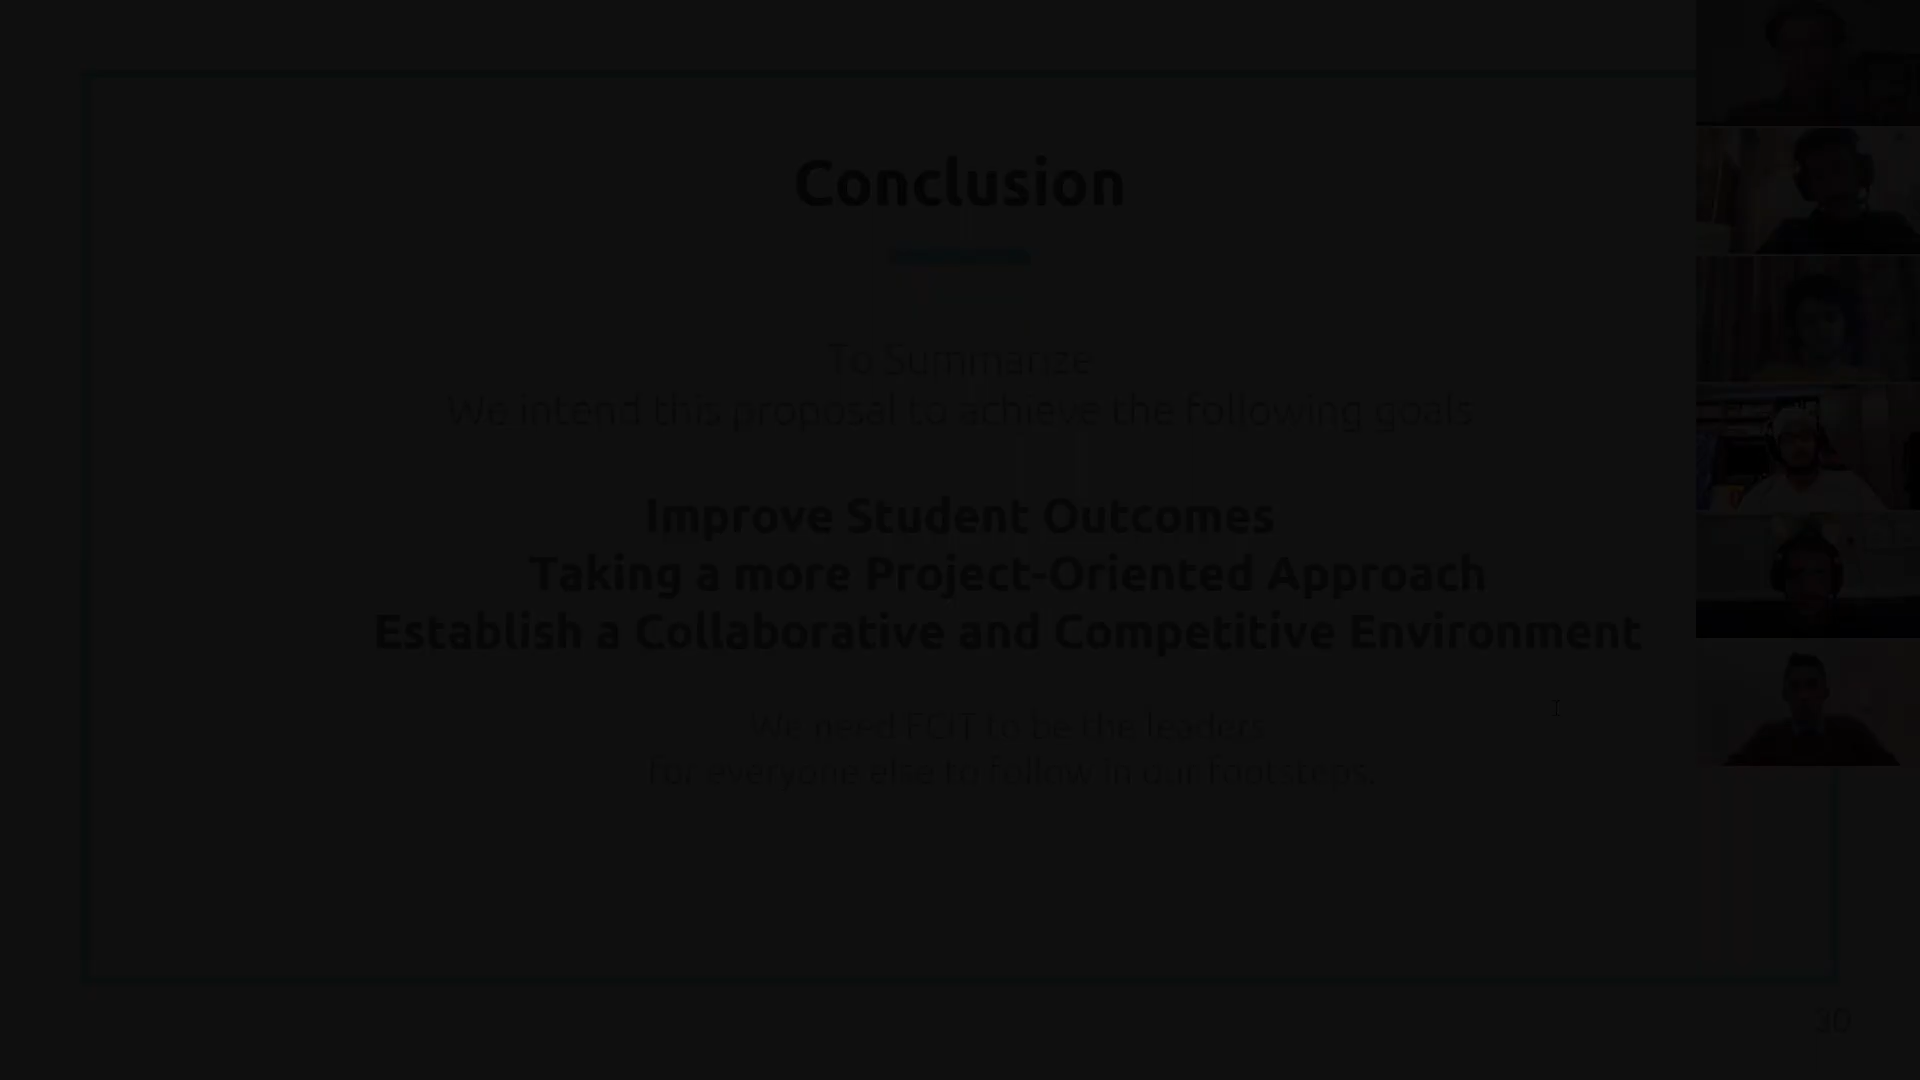 Conclusion
To Summarize
We intend this proposal to achieve the following goals
Improve Student Outcomes
Taking a more Project-Oriented Approach
Establish a Collaborative and Competitive Environment
We need FCIT to be the leaders
for everyone else to follow in our footsteps.
30